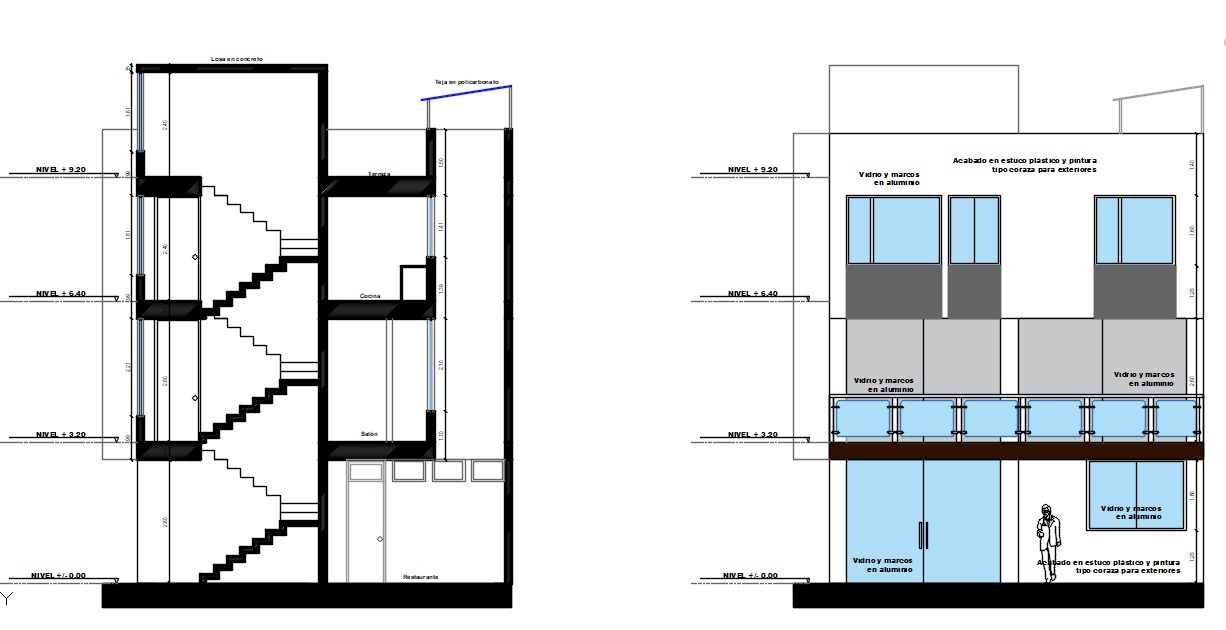 Losa en concreto
Teja en policarbonato
Terraza
Cocina
Salón
Restaurante
NIVEL + 9.20
NIVEL + 6.40
NIVEL + 3.20
NIVEL +/- 0.00
1.81
2.40
1.81
2.40
2.21
2.80
2.80
1.50
1.41
1.39
2.10
1.10
Y
NIVEL + 9.20
NIVEL + 6.40
NIVEL + 3.20
NIVEL +/- 0.00
Acabado en estuco plástico y pintura
tipo coraza para exteriores
Vidrio y marcos
en aluminio
Vidrio y marcos
en aluminio
Vidrio y marcos
en aluminio
Vidrio y marcos
en aluminio
Vidrio y marcos
en aluminio
Acabado en estuco plástico y pintura
tipo coraza para exteriores
1.40
1.60
1.20
2.80
1.60
1.20